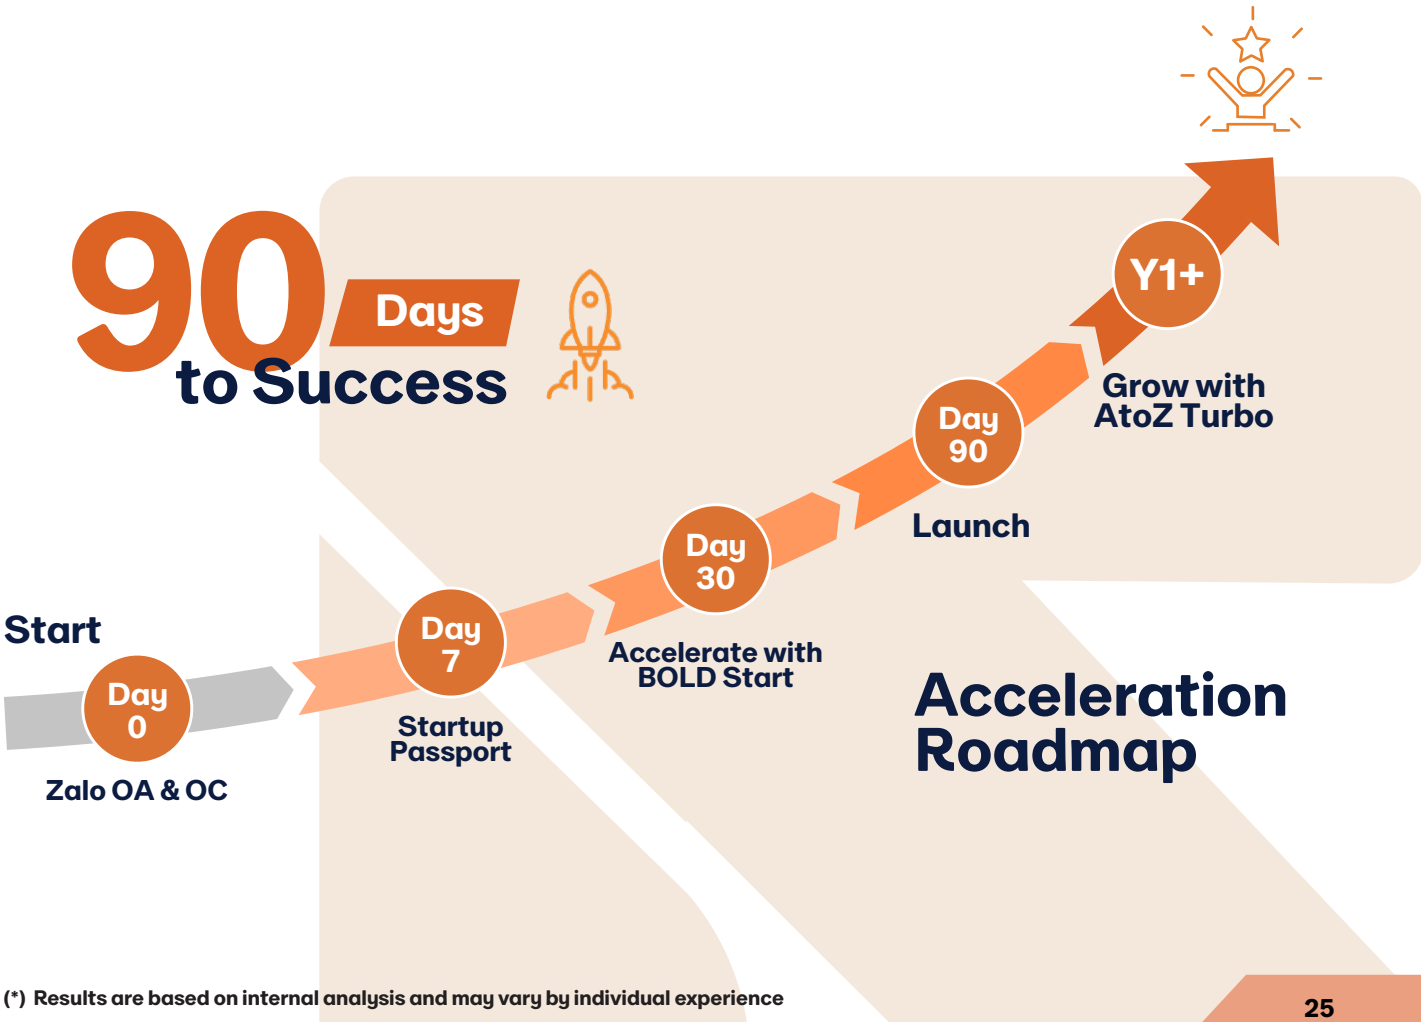 90
Days
to Success
Start
Day
0
Zalo OA & OC
Day
7
Startup
Passport
Day
30
Accelerate with
BOLD Start
Day
90
Launch
Y1+
Grow with
AtoZ Turbo
Acceleration
Roadmap
(*) Results are based on internal analysis and may vary by individual experience
25